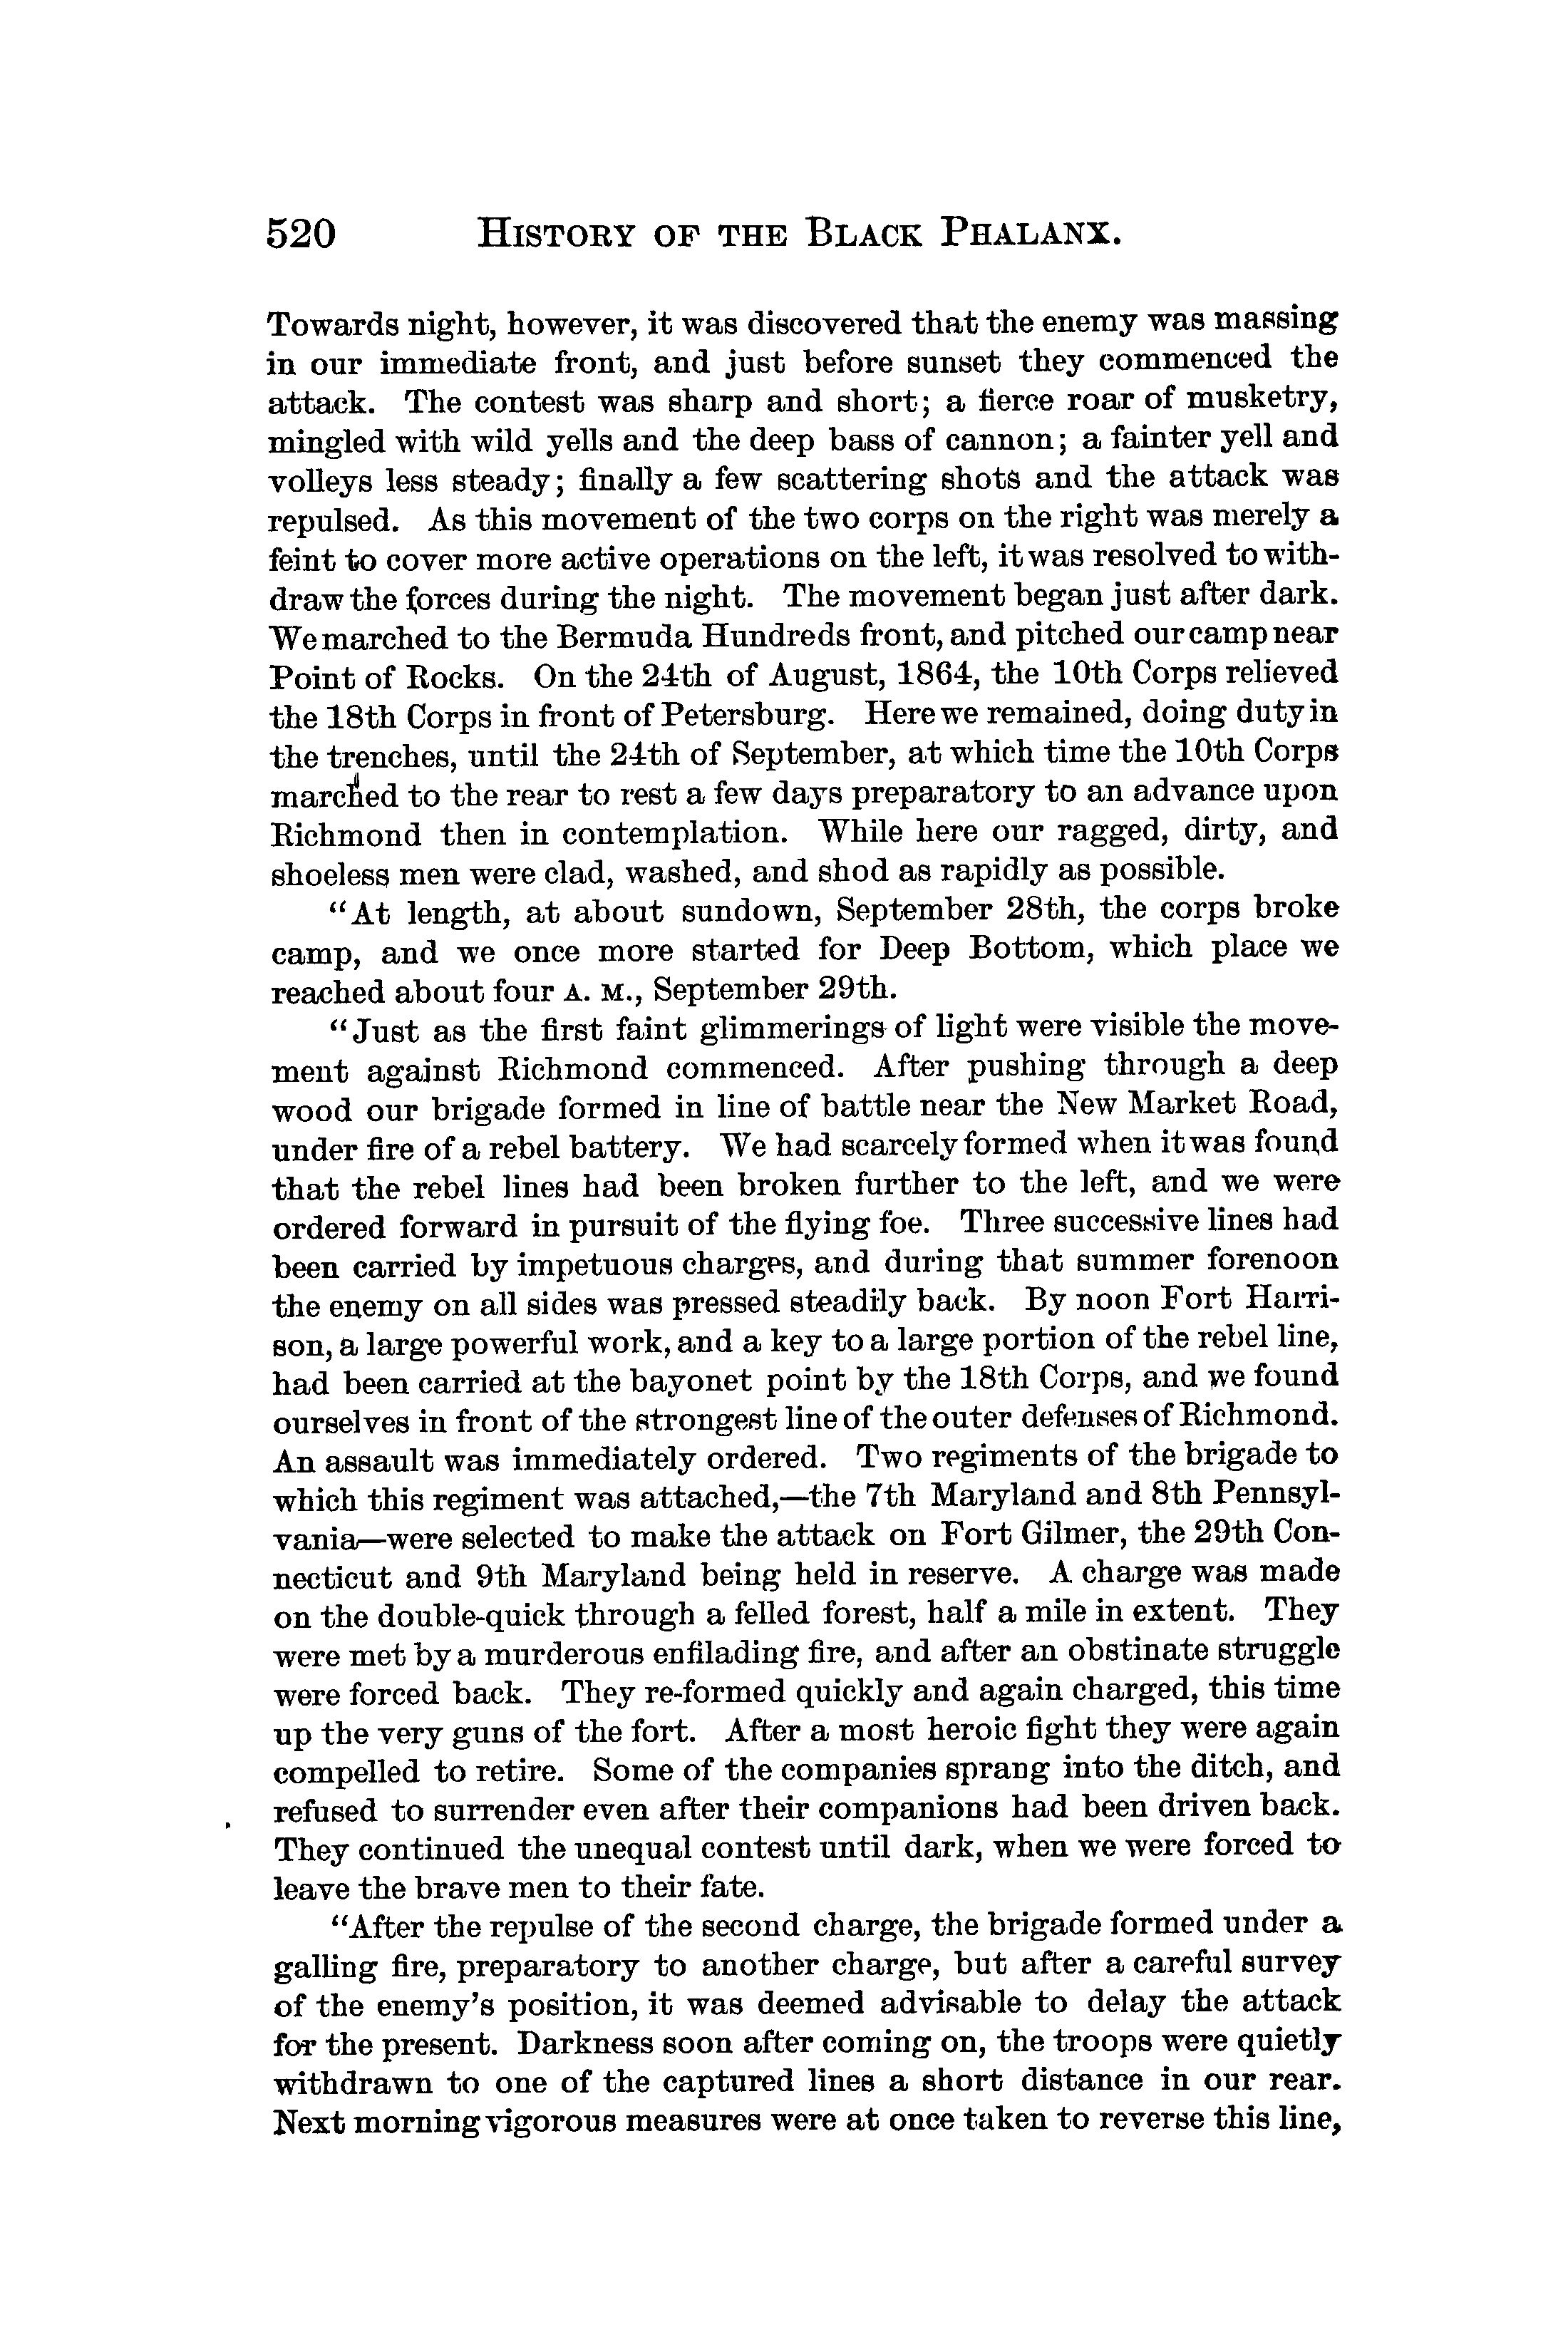 520 HISTORY OF THE BLACK PHALANX.
Towards night, however, it was discovered that the enemy was massing
in our immediate front, and just before sunset they commenced the
attack. The contest was sharp and short; a fierce roar of musketry,
mingled with wild yells and the deep bass of cannon; a fainter yell and
volleys less steady; finally a few scattering shots and the attack was
repulsed. As this movement of the two corps on the right was merely a
feint to cover more active operations on the left, it was resolved to with-
draw the forces during the night. The movement began just after dark.
We marched to the Bermuda Hundreds front, and pitched our camp near
Point of Rocks. On the 24th of August, 1864, the 10th Corps relieved
the 18th Corps in front of Petersburg. Here we remained, doing duty in
the trenches, until the 24th of September, at which time the 10th Corps
marched to the rear to rest a few days preparatory to an advance upon
Richmond then in contemplation. While here our ragged, dirty, and
shoeless men were clad, washed, and shod as rapidly as possible.
"At length, at about sundown, September 28th, the corps broke
camp, and we once more started for Deep Bottom, which place we
reached about four A. M., September 29th.
"Just as the first faint glimmerings of light were visible the move-
ment against Richmond commenced. After pushing through a deep
wood our brigade formed in line of battle near the New Market Road,
under fire of a rebel battery. We had scarcely formed when it was found
that the rebel lines had been broken further to the left, and we were
ordered forward in pursuit of the flying foe. Three successive lines had
been carried by impetuous charges, and during that summer forenoon
the enemy on all sides was pressed steadily back. By noon Fort Harri-
son, a large powerful work, and a key to a large portion of the rebel line,
had been carried at the bayonet point by the 18th Corps, and we found
ourselves in front of the strongest line of the outer defenses of Richmond.
An assault was immediately ordered. Two regiments of the brigade to
which this regiment was attached,—the 7th Maryland and 8th Pennsyl-
vania—were selected to make the attack on Fort Gilmer, the 29th Con-
necticut and 9th Maryland being held in reserve. A charge was made
on the double-quick through a felled forest, half a mile in extent. They
were met by a murderous enfilading fire, and after an obstinate struggle
were forced back. They re-formed quickly and again charged, this time
up the very guns of the fort. After a most heroic fight they were again
compelled to retire. Some of the companies sprang into the ditch, and
refused to surrender even after their companions had been driven back.
They continued the unequal contest until dark, when we were forced to
leave the brave men to their fate.
"After the repulse of the second charge, the brigade formed under a
galling fire, preparatory to another charge, but after a careful survey
of the enemy's position, it was deemed advisable to delay the attack
for the present. Darkness soon after coming on, the troops were quietly
withdrawn to one of the captured lines a short distance in our rear.
Next morning vigorous measures were at once taken to reverse this line,